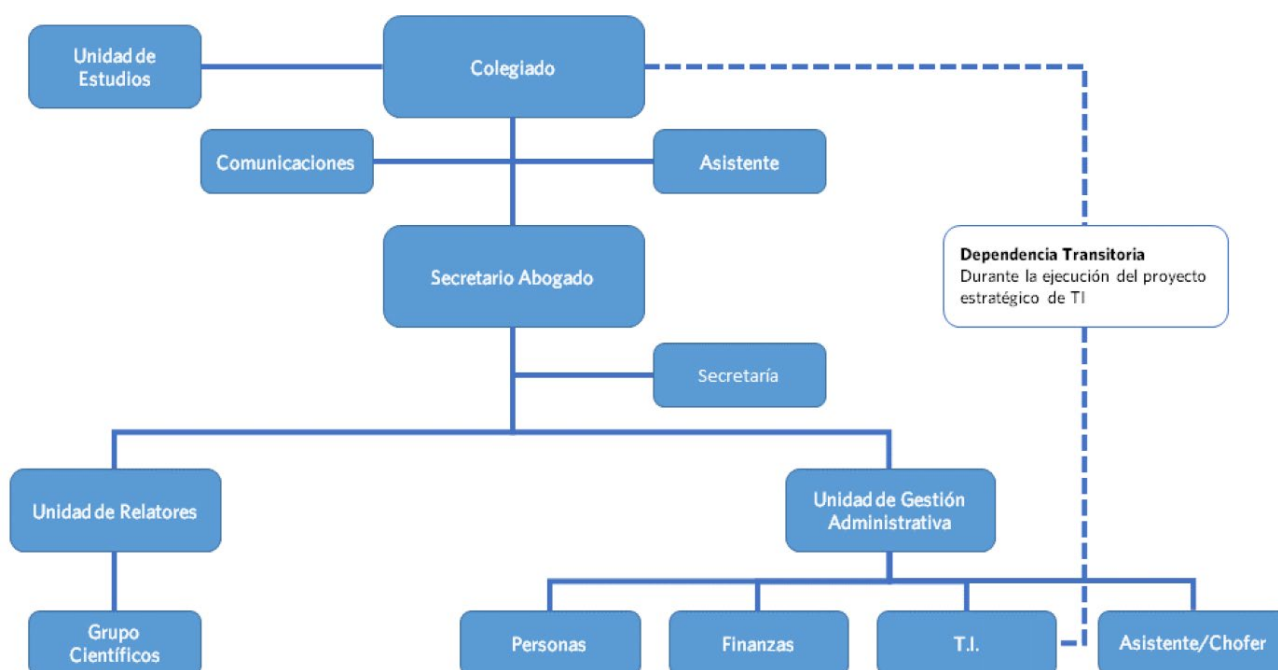 Unidad de
Estudios
Colegiado
Comunicaciones
Asistente
Secretario Abogado
Dependencia Transitoria
Durante la ejecución del proyecto
estratégico de TI
Secretaría
Unidad de Relatores
Unidad de Gestión
Administrativa
Grupo
Científicos
Personas
Finanzas
T.I.
Asistente/Chofer